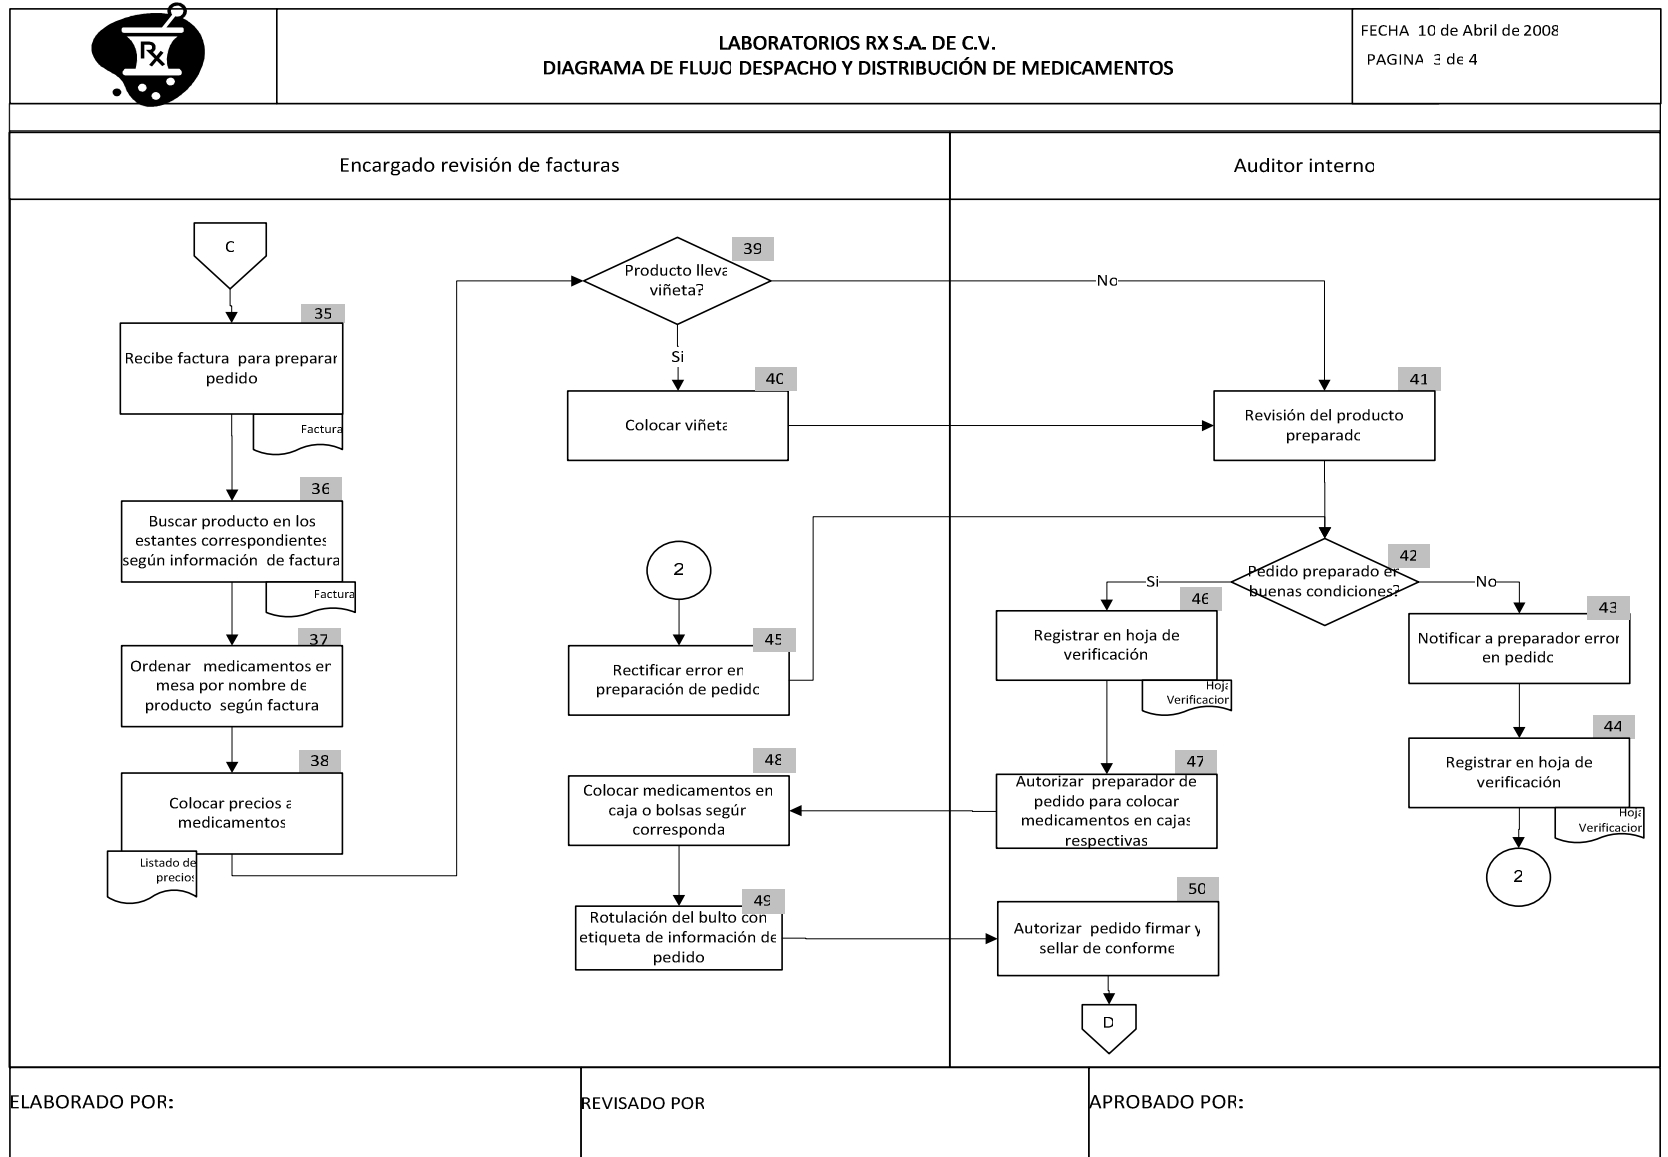 Rx
LABORATORIOS RX S.A. DE C.V.
DIAGRAMA DE FLUJO DESPACHO Y DISTRIBUCIÓN DE MEDICAMENTOS
FECHA 10 de Abril de 2008
PAGINA 3 de 4
Encargado revisión de facturas
Auditor interno
C
35
Recibe factura para preparar
pedido
Factura
36
Buscar producto en los
estantes correspondientes
según información de factura
Factura
37
Ordenar medicamentos en
mesa por nombre de
producto según factura
38
Colocar precios a
medicamentos
Listado de
precios
39
Producto lleva
viñeta?
No
Si
40
Colocar viñeta
41
Revisión del producto
preparado
42
Pedido preparado en
buenas condiciones?
Si
No
43
Notificar a preparador error
en pedido
44
Registrar en hoja de
verificación
Hoja
Verificacion
2
2
45
Rectificar error en
preparación de pedido
46
Registrar en hoja de
verificación
Hoja
Verificacion
47
Autorizar preparador de
pedido para colocar
medicamentos en cajas
respectivas
48
Colocar medicamentos en
caja o bolsas según
corresponda
49
Rotulación del bulto con
etiqueta de información de
pedido
50
Autorizar pedido firmar y
sellar de conforme
D
ELABORADO POR:
REVISADO POR
APROBADO POR: